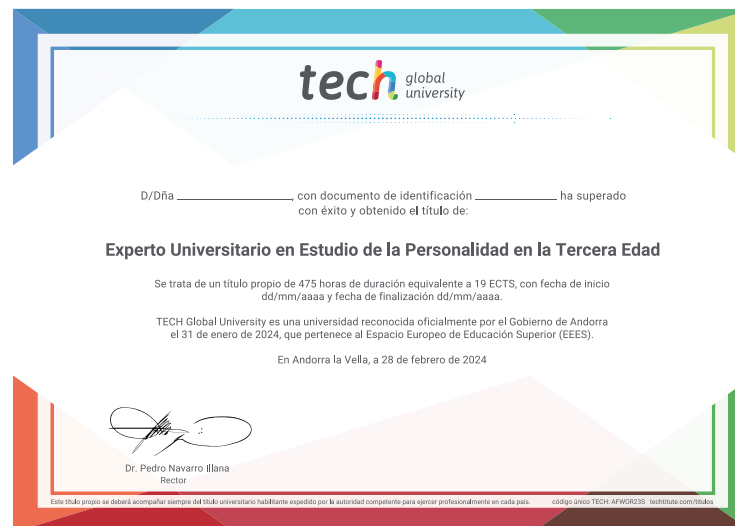 tech global university
D/Dña ____________________, con documento de identificación ______________ ha superado
con éxito y obtenido el título de:
Experto Universitario en Estudio de la Personalidad en la Tercera Edad
Se trata de un título propio de 475 horas de duración equivalente a 19 ECTS, con fecha de inicio
dd/mm/aaaa y fecha de finalización dd/mm/aaaa.
TECH Global University es una universidad reconocida oficialmente por el Gobierno de Andorra
el 31 de enero de 2024, que pertenece al Espacio Europeo de Educación Superior (EEES).
En Andorra la Vella, a 28 de febrero de 2024
Dr. Pedro Navarro Illana
Rector
Este título propio se deberá acompañar siempre del título universitario habilitante expedido por la autoridad competente para ejercer profesionalmente en cada país. código único TECH: AFWOR23S techtitute.com/titulos